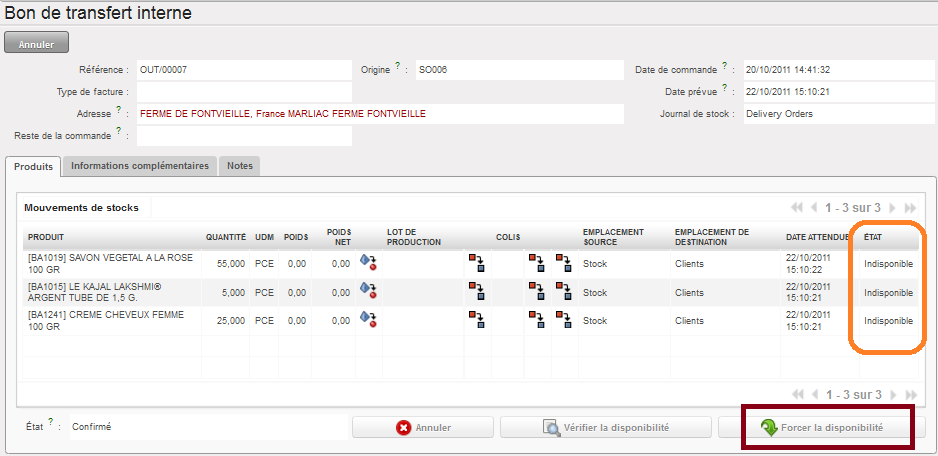 Bon de transfert interne
Annuler
Référence : OUT/00007 Origine ? : SO006 Date de commande ? : 20/10/2011 14:41:32
Type de facture : Date prévue ? : 22/10/2011 15:10:21
Adresse ? : FERME DE FONTVIEILLE, France MARLIAC FERME FONTVIEILLE Journal de stock : Delivery Orders
Reste de la commande ? :
Produits Informations complémentaires Notes
Mouvements de stocks 1 - 3 sur 3
PRODUIT QUANTITÉ UDM POIDS POIDS NET LOT DE PRODUCTION COLIS EMPLACEMENT SOURCE EMPLACEMENT DE DESTINATION DATE ATTENDUE ÉTAT
[BA1019] SAVON VEGETAL A LA ROSE 100 GR 55,000 PCE 0,00 0,00 Stock Clients 22/10/2011 15:10:22 Indisponible
[BA1015] LE KAJAL LAKSHMI® ARGENT TUBE DE 1,5 G. 5,000 PCE 0,00 0,00 Stock Clients 22/10/2011 15:10:21 Indisponible
[BA1241] CREME CHEVEUX FEMME 100 GR 25,000 PCE 0,00 0,00 Stock Clients 22/10/2011 15:10:21 Indisponible
1 - 3 sur 3
État ? : Confirmé Annuler Vérifier la disponibilité Forcer la disponibilité